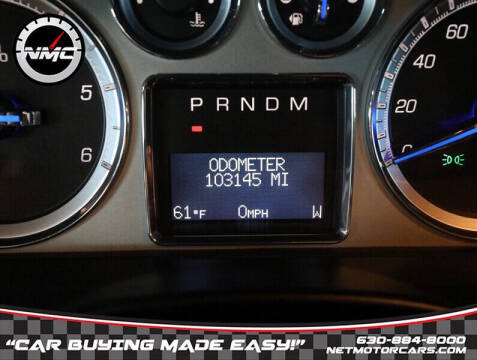 NMC
60
40
20
0
5
6
P R N D M
ODOMETER
103145 MI
61°F 0MPH W
"CAR BUYING MADE EASY!"
630-884-8000
NETMOTORCARS.COM